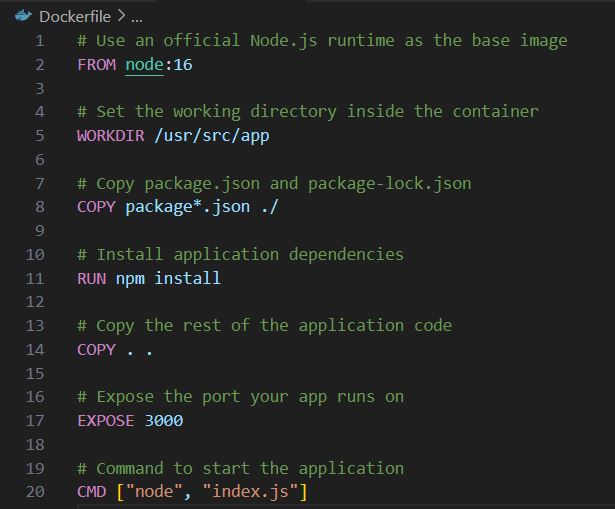 Dockerfile > ...
1 # Use an official Node.js runtime as the base image
2 FROM node:16
3
4 # Set the working directory inside the container
5 WORKDIR /usr/src/app
6
7 # Copy package.json and package-lock.json
8 COPY package*.json ./
9
10 # Install application dependencies
11 RUN npm install
12
13 # Copy the rest of the application code
14 COPY . .
15
16 # Expose the port your app runs on
17 EXPOSE 3000
18
19 # Command to start the application
20 CMD ["node", "index.js"]